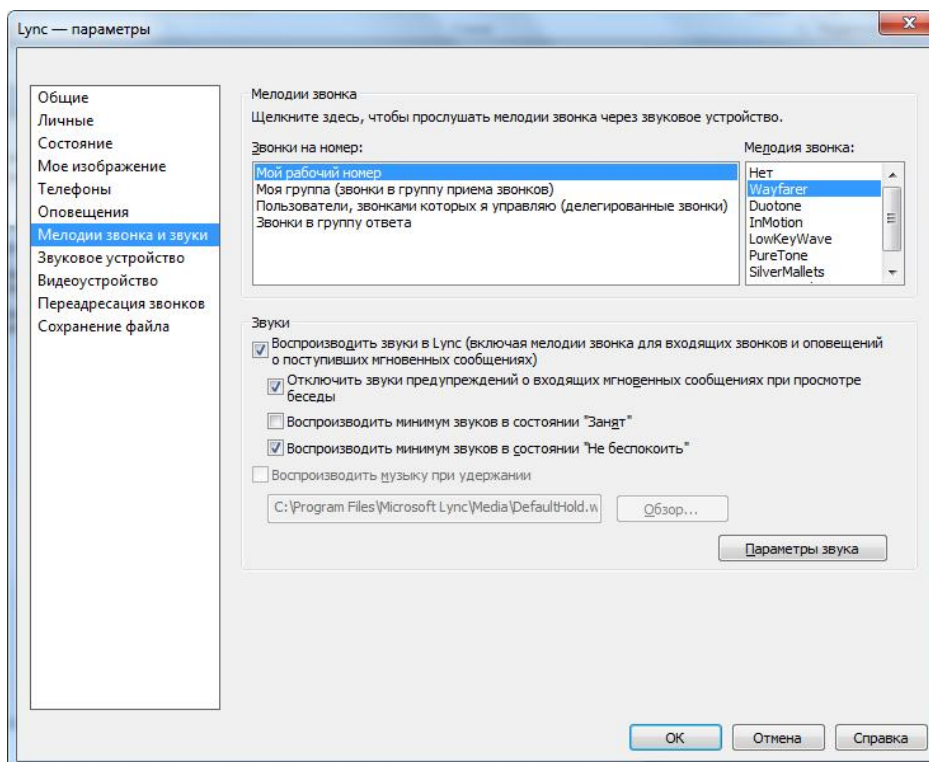 Lync — параметры
Общие
Личные
Состояние
Мое изображение
Телефоны
Оповещения
Мелодии звонка и звуки
Звуковое устройство
Видеоустройство
Переадресация звонков
Сохранение файла
Мелодии звонка
Щелкните здесь, чтобы прослушать мелодии звонка через звуковое устройство.
Звонки на номер:
Мой рабочий номер
Моя группа (звонки в группу приема звонков)
Пользователи, звонками которых я управляю (делегированные звонки)
Звонки в группу ответа
Мелодия звонка:
Нет
Wayfarer
Duotone
InMotion
LowKeyWave
PureTone
SilverMallets
Звуки
Воспроизводить звуки в Lync (включая мелодии звонка для входящих звонков и оповещений
о поступивших мгновенных сообщениях)
Отключить звуки предупреждений о входящих мгновенных сообщениях при просмотре
беседы
Воспроизводить минимум звуков в состоянии "Занят"
Воспроизводить минимум звуков в состоянии "Не беспокоить"
Воспроизводить музыку при удержании
C:\Program Files\Microsoft Lync\Media\DefaultHold.w
Обзор...
Параметры звука
ОК
Отмена
Справка